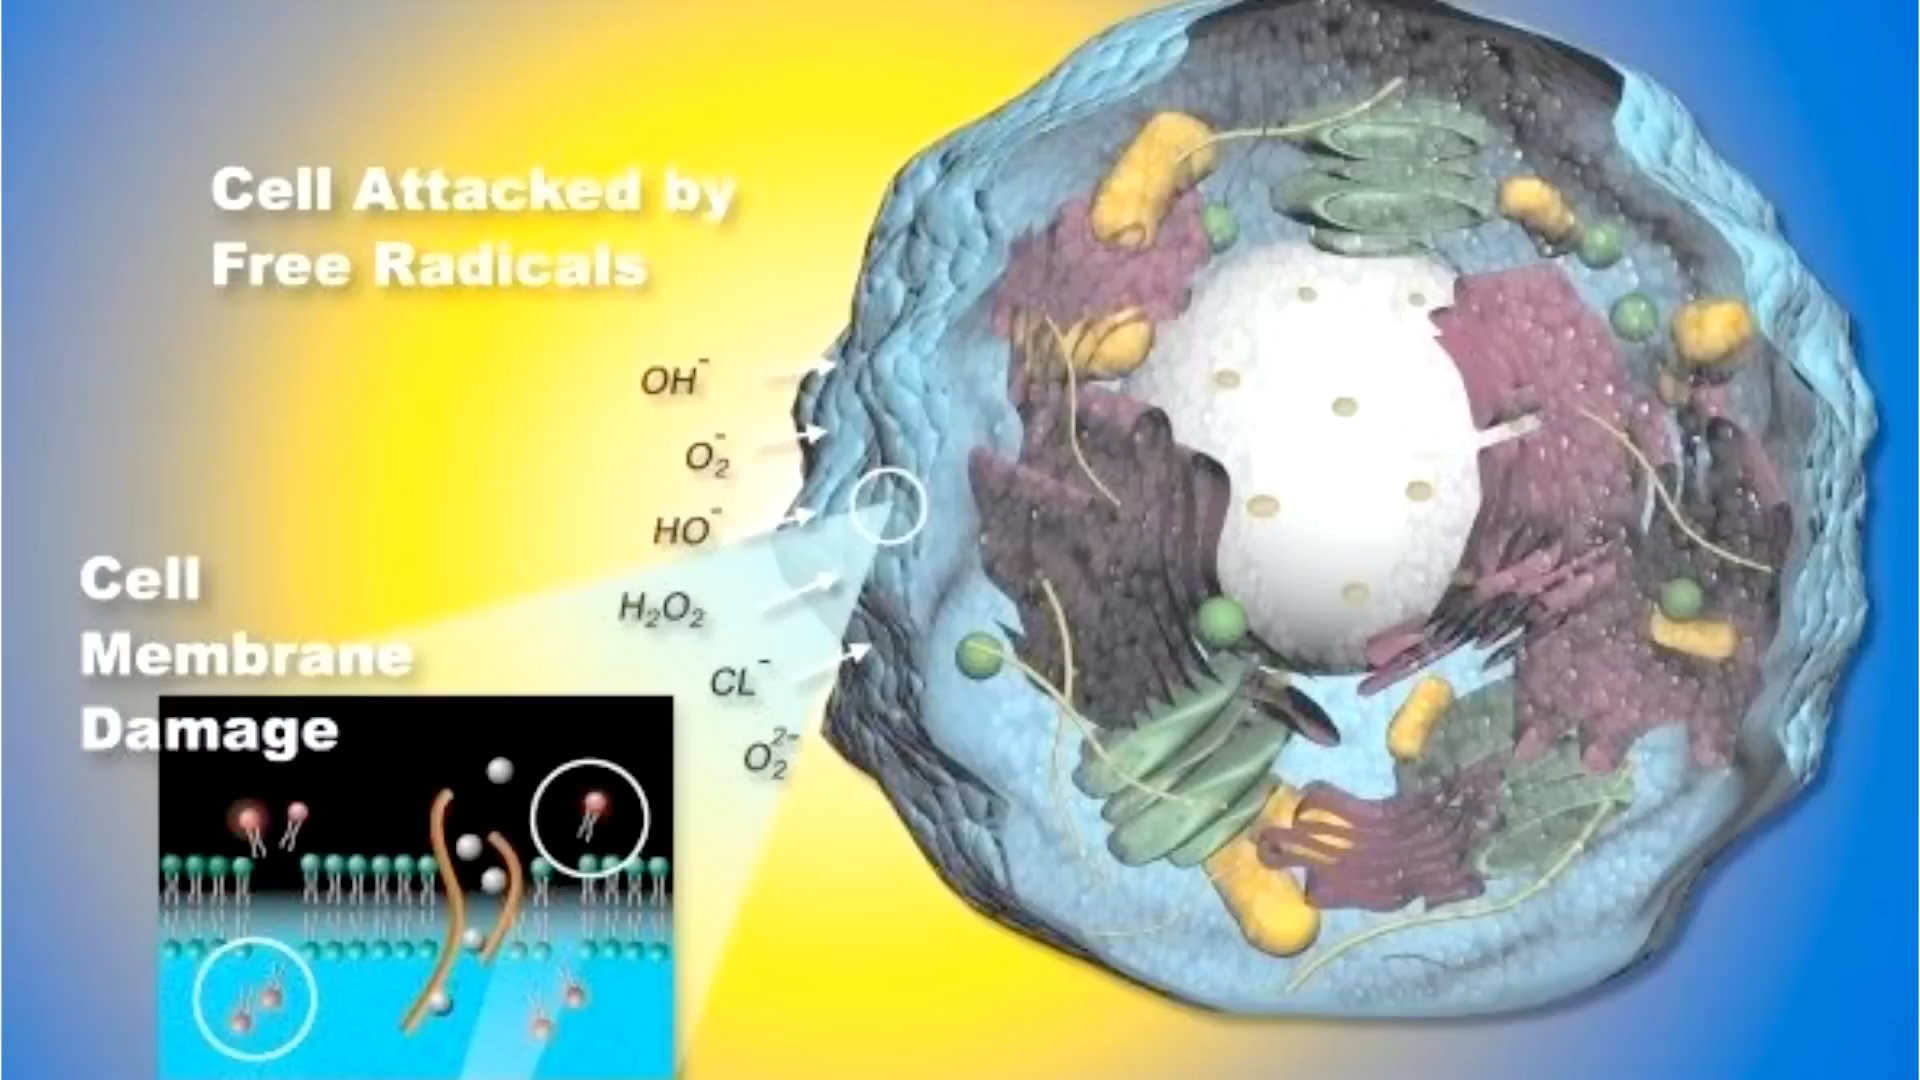 Cell Attacked by
Free Radicals
OH⁻
O₂⁻
HO⁻
H₂O₂
CL⁻
O₂²⁻
Cell
Membrane
Damage